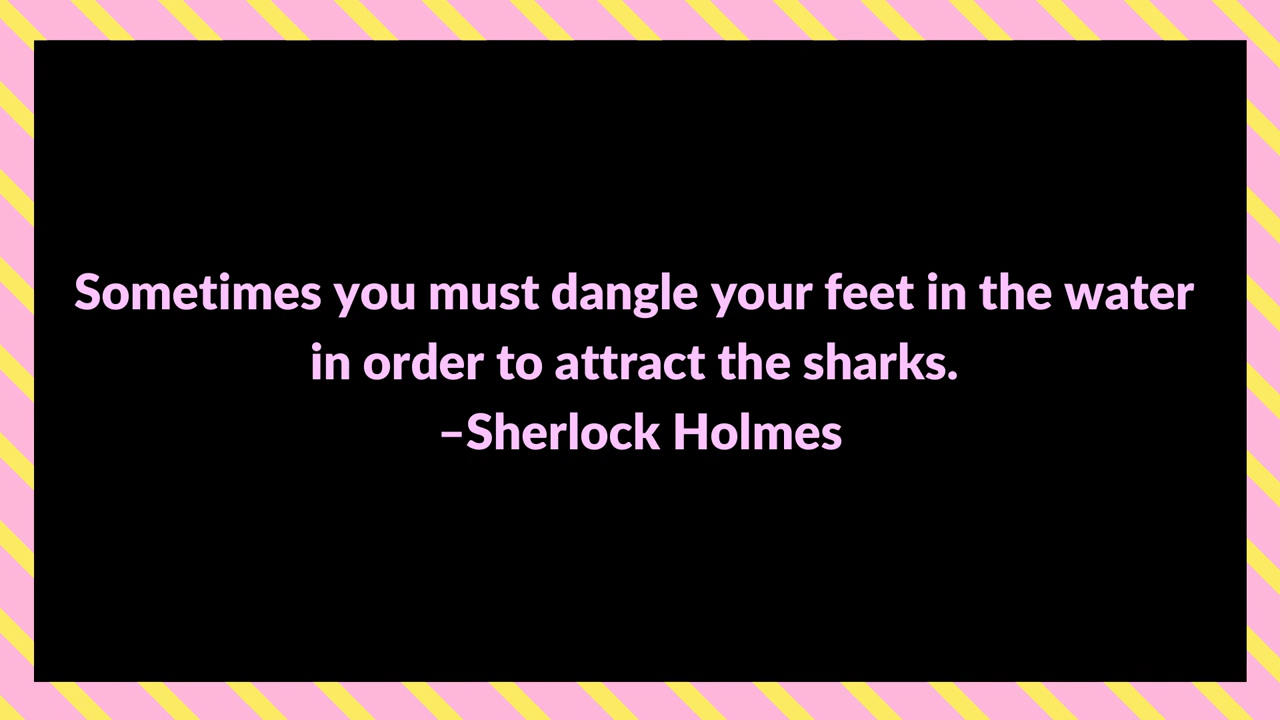 Sometimes you must dangle your feet in the water
in order to attract the sharks.
–Sherlock Holmes